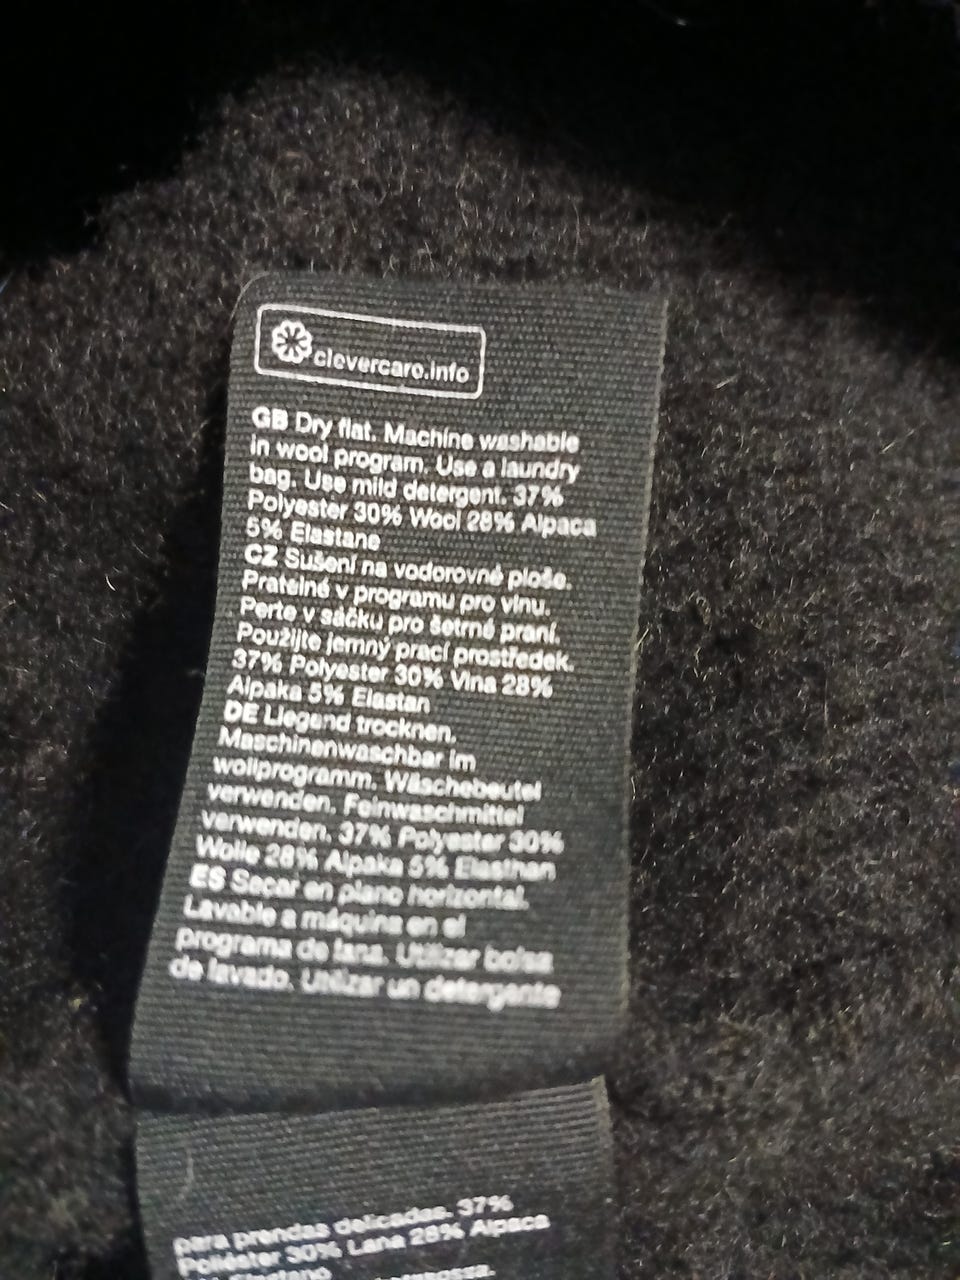 clevercare.info
GB Dry flat. Machine washable
in wool program. Use a laundry
bag. Use mild detergent. 37%
Polyester 30% Wool 28% Alpaca
5% Elastane
CZ Sušení na vodorovné ploše.
Pratelné v programu pro vlnu.
Perte v sáčku pro šetrné praní.
Použijte jemný prací prostředek.
37% Polyester 30% Vlna 28%
Alpaka 5% Elastan
DE Liegend trocknen.
Maschinenwaschbar im
wollprogramm. Wäschebeutel
verwenden. Feinwaschmittel
verwenden. 37% Polyester 30%
Wolle 28% Alpaka 5% Elasthan
ES Secar en plano horizontal.
Lavable a máquina en el
programa de lana. Utilizar bolsa
de lavado. Utilizar un detergente
para prendas delicadas. 37%
Poliéster 30% Lana 28% Alpaca
Elastano